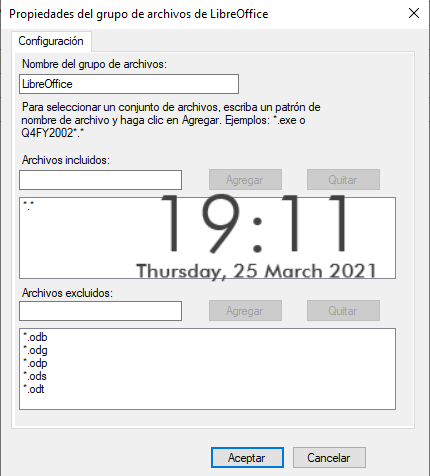 Propiedades del grupo de archivos de LibreOffice
Configuración
Nombre del grupo de archivos:
LibreOffice
Para seleccionar un conjunto de archivos, escriba un patrón de
nombre de archivo y haga clic en Agregar. Ejemplos: *.exe o
Q4FY2002*.*
Archivos incluidos:
Agregar Quitar
*.*
19:11
Thursday, 25 March 2021
Archivos excluidos:
Agregar Quitar
*.odb
*.odg
*.odp
*.ods
*.odt
Aceptar Cancelar